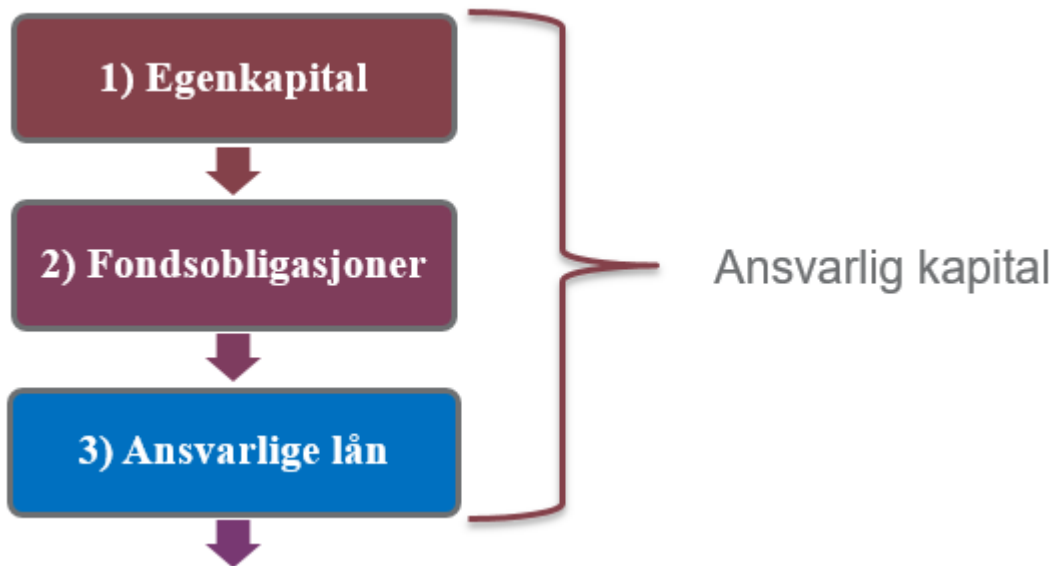 1) Egenkapital
2) Fondsobligasjoner
Ansvarlig kapital
3) Ansvarlige lån